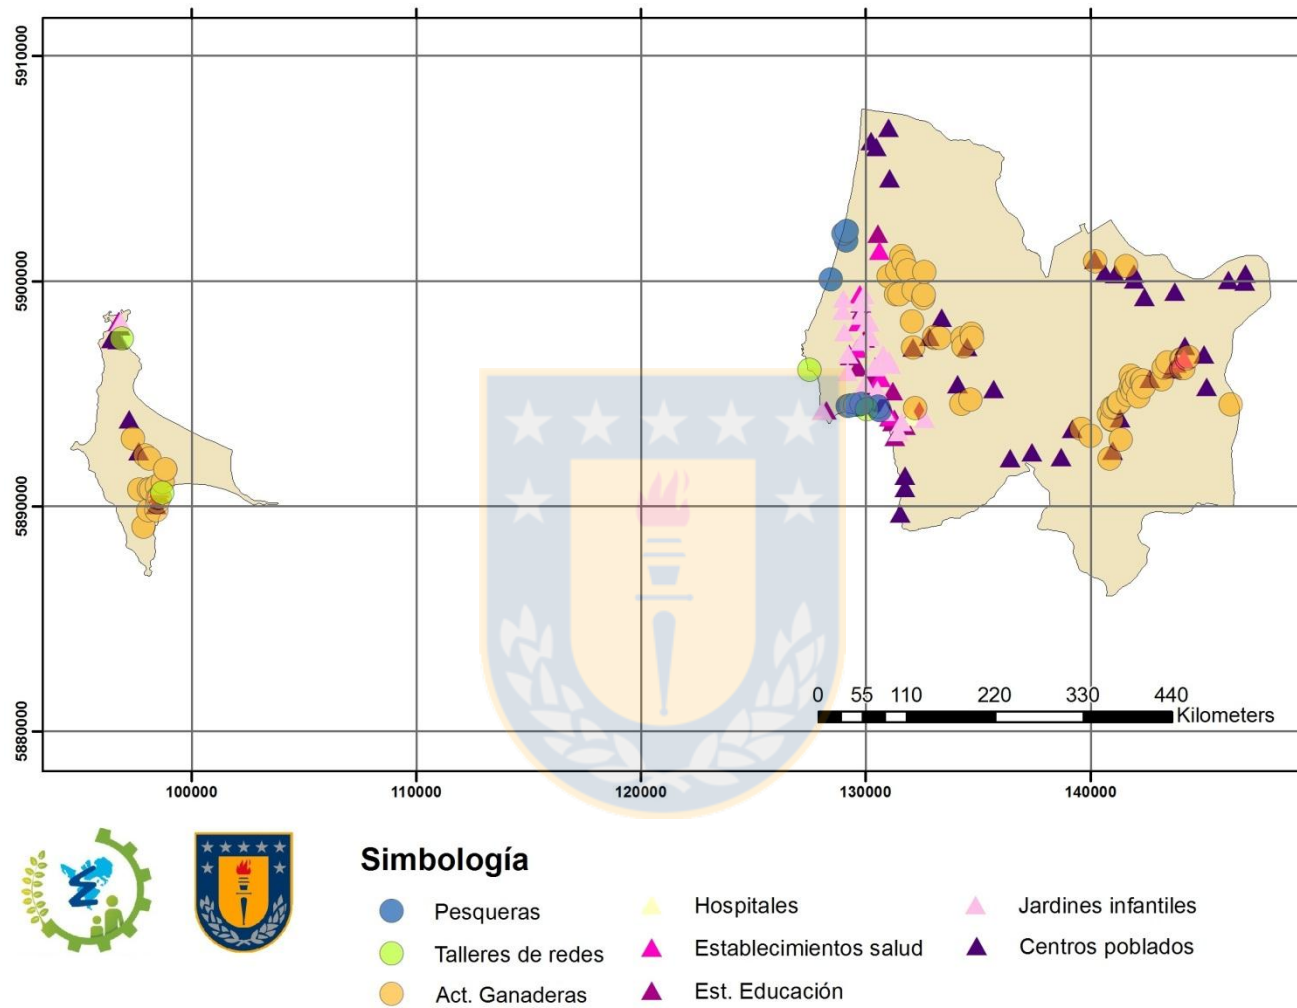 5910000
5900000
5890000
5880000
100000 110000 120000 130000 140000
0 55 110 220 330 440
Kilometers
Simbología
Pesqueras
Talleres de redes
Act. Ganaderas
Hospitales
Establecimientos salud
Est. Educación
Jardines infantiles
Centros poblados